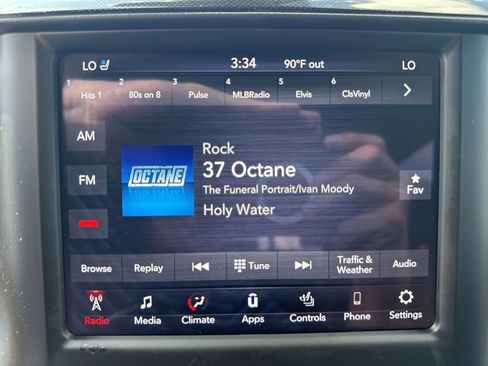 LO 3:34 90°F out LO
1 2 3 4 5 6
Hits 1 80s on 8 Pulse MLBRadio Elvis ClsVinyl
AM
FM
OCTANE
Rock
37 Octane
The Funeral Portrait/Ivan Moody
Holy Water
Fav
Browse Replay Tune Traffic & Weather Audio
Radio Media Climate Apps Controls Phone Settings